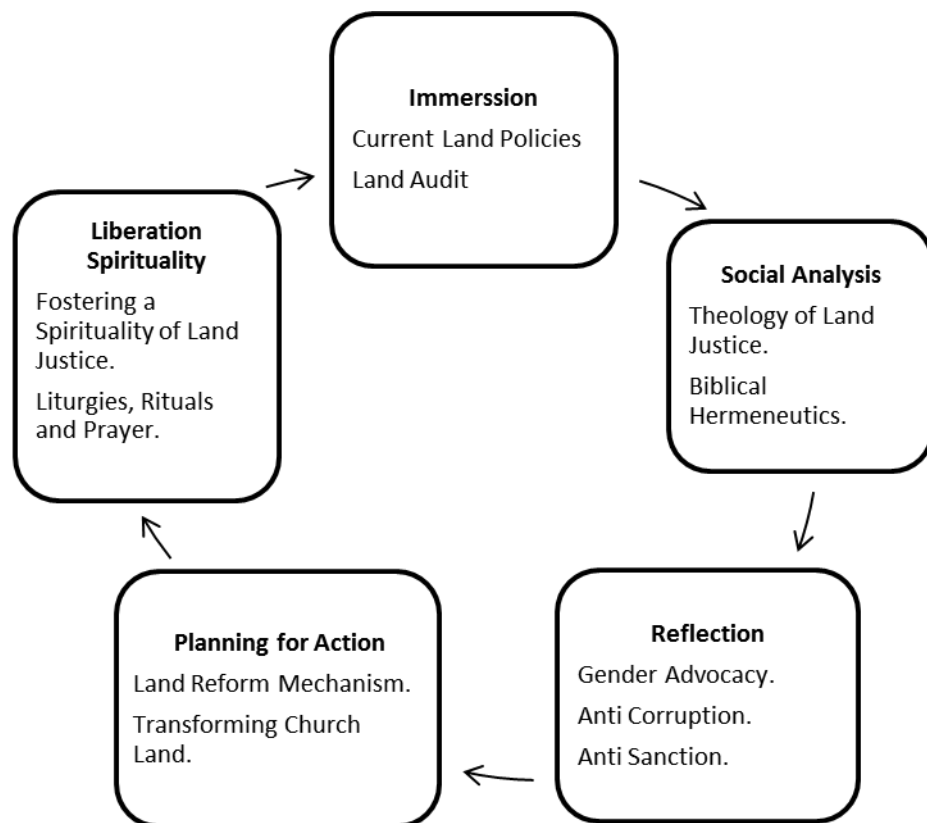 Immerssion
Current Land Policies
Land Audit
Social Analysis
Theology of Land
Justice.
Biblical
Hermeneutics.
Reflection
Gender Advocacy.
Anti Corruption.
Anti Sanction.
Planning for Action
Land Reform Mechanism.
Transforming Church
Land.
Liberation
Spirituality
Fostering a
Spirituality of Land
Justice.
Liturgies, Rituals
and Prayer.